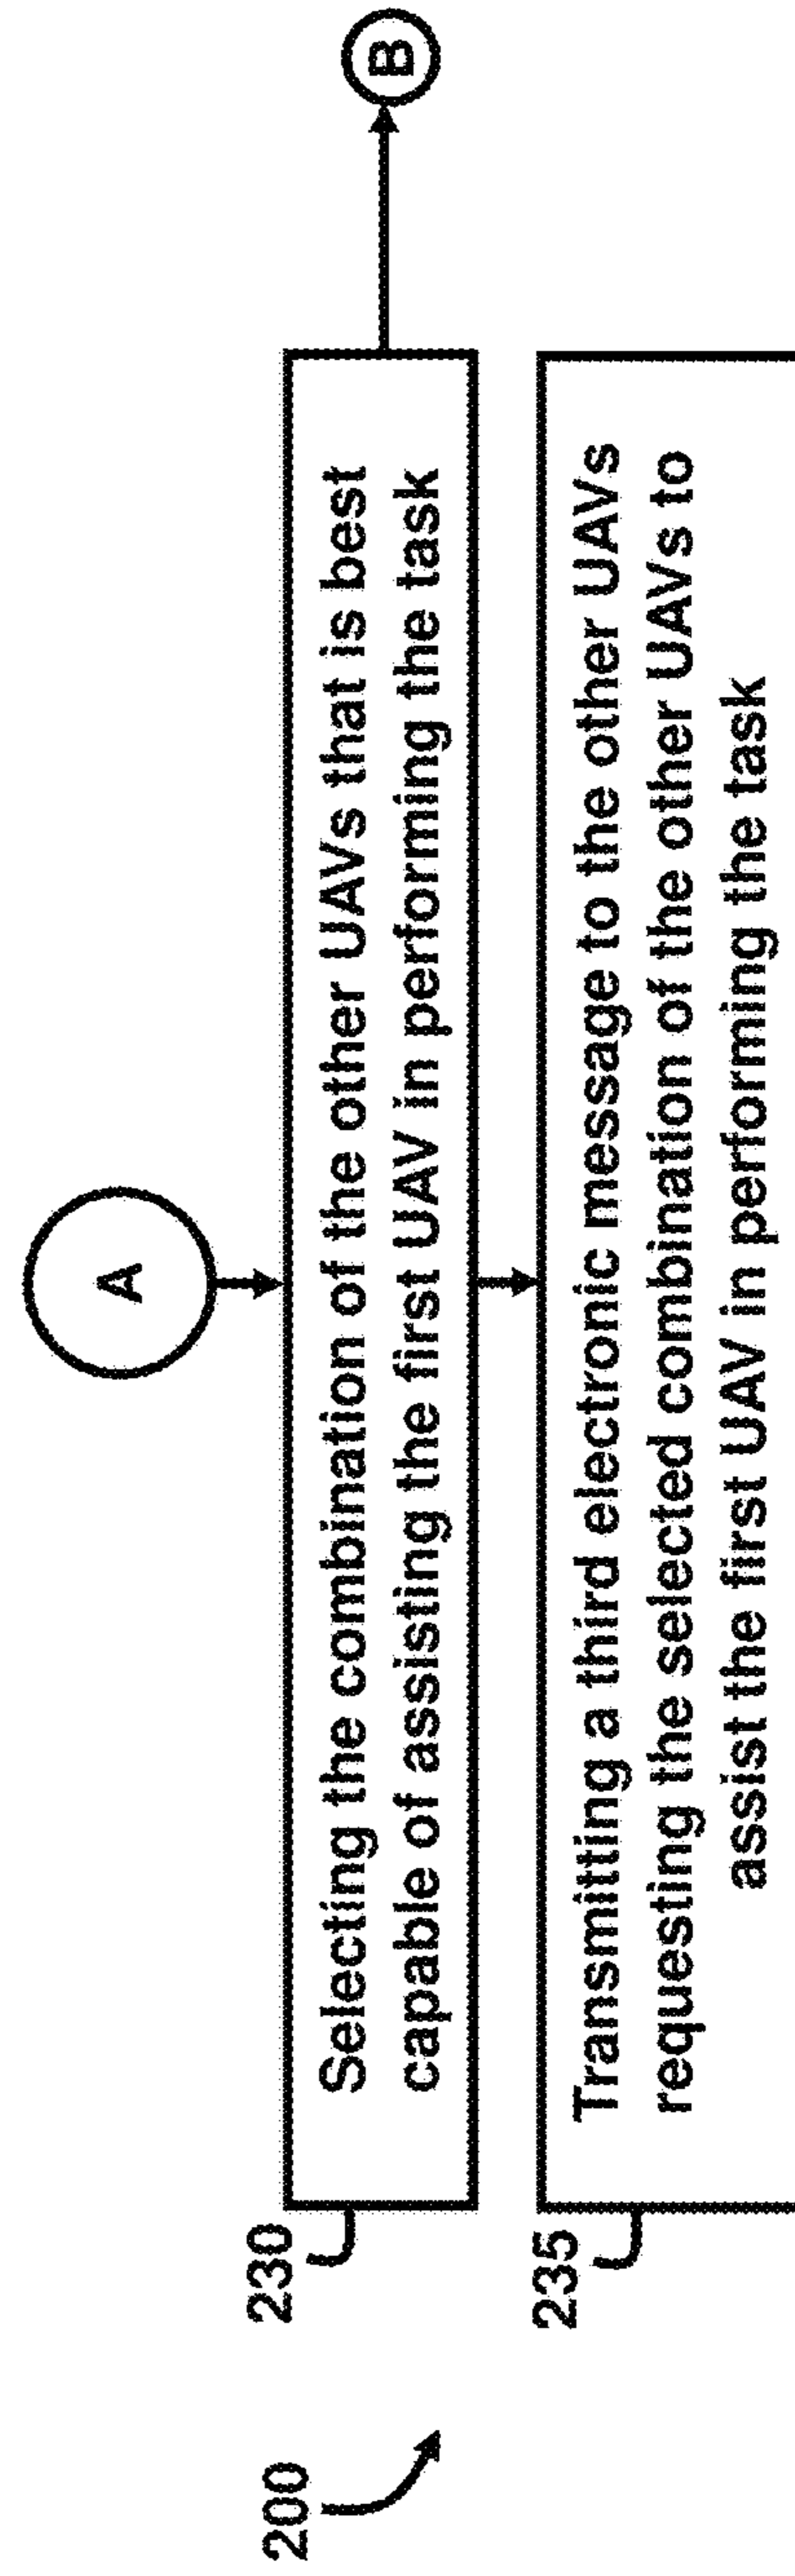 200
A
230
Selecting the combination of the other UAVs that is best
capable of assisting the first UAV in performing the task
B
235
Transmitting a third electronic message to the other UAVs
requesting the selected combination of the other UAVs to
assist the first UAV in performing the task